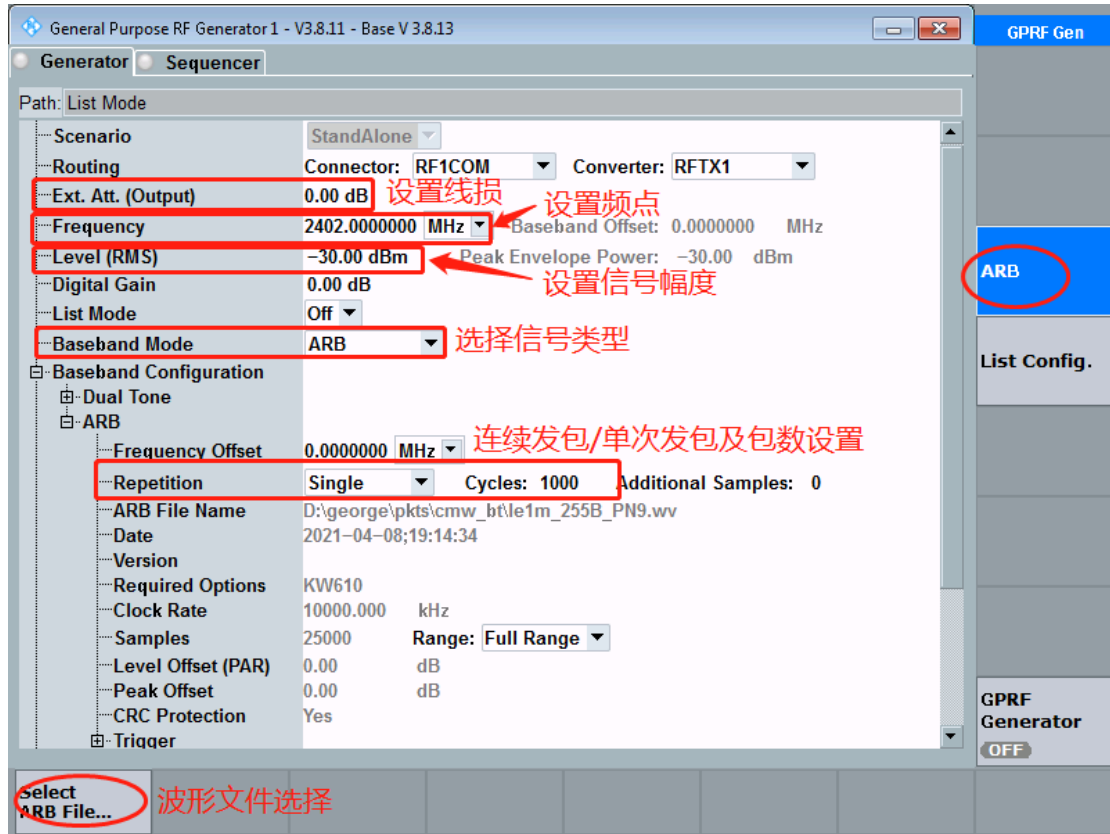 General Purpose RF Generator 1 - V3.8.11 - Base V 3.8.13
GPRF Gen
Generator Sequencer
Path: List Mode
Scenario StandAlone
Routing Connector: RF1COM Converter: RFTX1
Ext. Att. (Output) 0.00 dB 设置线损
设置频点
Frequency 2402.0000000 MHz Baseband Offset: 0.0000000 MHz
Level (RMS) −30.00 dBm Peak Envelope Power: −30.00 dBm
ARB
Digital Gain 0.00 dB 设置信号幅度
List Mode Off
Baseband Mode ARB 选择信号类型
List Config.
Baseband Configuration
Dual Tone
ARB
连续发包/单次发包及包数设置
Frequency Offset 0.0000000 MHz
Repetition Single Cycles: 1000 Additional Samples: 0
ARB File Name D:\george\pkts\cmw_bt\le1m_255B_PN9.wv
Date 2021−04−08;19:14:34
Version
Required Options KW610
Clock Rate 10000.000 kHz
Samples 25000 Range: Full Range
Level Offset (PAR) 0.00 dB
Peak Offset 0.00 dB
CRC Protection Yes
Trigger
GPRF
Generator
OFF
Select
ARB File...
波形文件选择